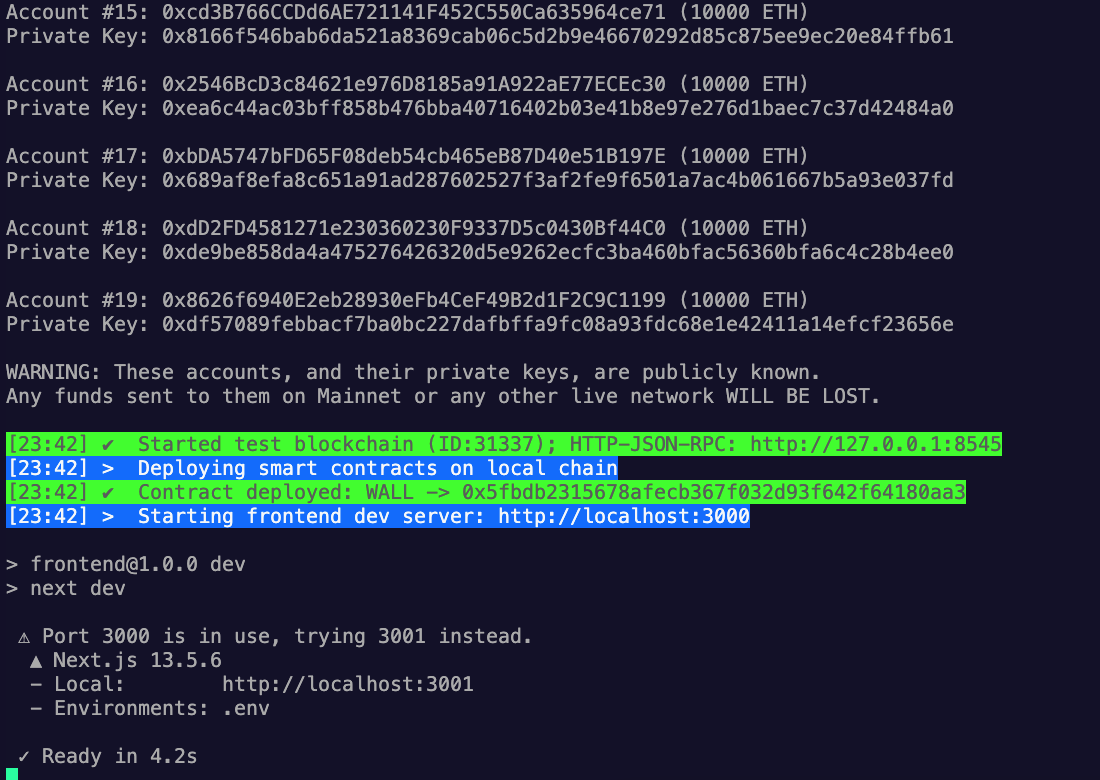 Account #15: 0xcd3B766CCDd6AE721141F452C550Ca635964ce71 (10000 ETH)
Private Key: 0x8166f546bab6da521a8369cab06c5d2b9e46670292d85c875ee9ec20e84ffb61
Account #16: 0x2546BcD3c84621e976D8185a91A922aE77ECEc30 (10000 ETH)
Private Key: 0xea6c44ac03bff858b476bba40716402b03e41b8e97e276d1baec7c37d42484a0
Account #17: 0xbDA5747bFD65F08deb54cb465eB87D40e51B197E (10000 ETH)
Private Key: 0x689af8efa8c651a91ad287602527f3af2fe9f6501a7ac4b061667b5a93e037fd
Account #18: 0xdD2FD4581271e230360230F9337D5c0430Bf44C0 (10000 ETH)
Private Key: 0xde9be858da4a475276426320d5e9262ecfc3ba460bfac56360bfa6c4c28b4ee0
Account #19: 0x8626f6940E2eb28930eFb4CeF49B2d1F2C9C1199 (10000 ETH)
Private Key: 0xdf57089febbacf7ba0bc227dafbffa9fc08a93fdc68e1e42411a14efcf23656e
WARNING: These accounts, and their private keys, are publicly known.
Any funds sent to them on Mainnet or any other live network WILL BE LOST.
[23:42] ✔ Started test blockchain (ID:31337); HTTP-JSON-RPC: http://127.0.0.1:8545
[23:42] > Deploying smart contracts on local chain
[23:42] ✔ Contract deployed: WALL -> 0x5fbdb2315678afecb367f032d93f642f64180aa3
[23:42] > Starting frontend dev server: http://localhost:3000
> frontend@1.0.0 dev
> next dev
⚠ Port 3000 is in use, trying 3001 instead.
▲ Next.js 13.5.6
- Local: http://localhost:3001
- Environments: .env
✓ Ready in 4.2s